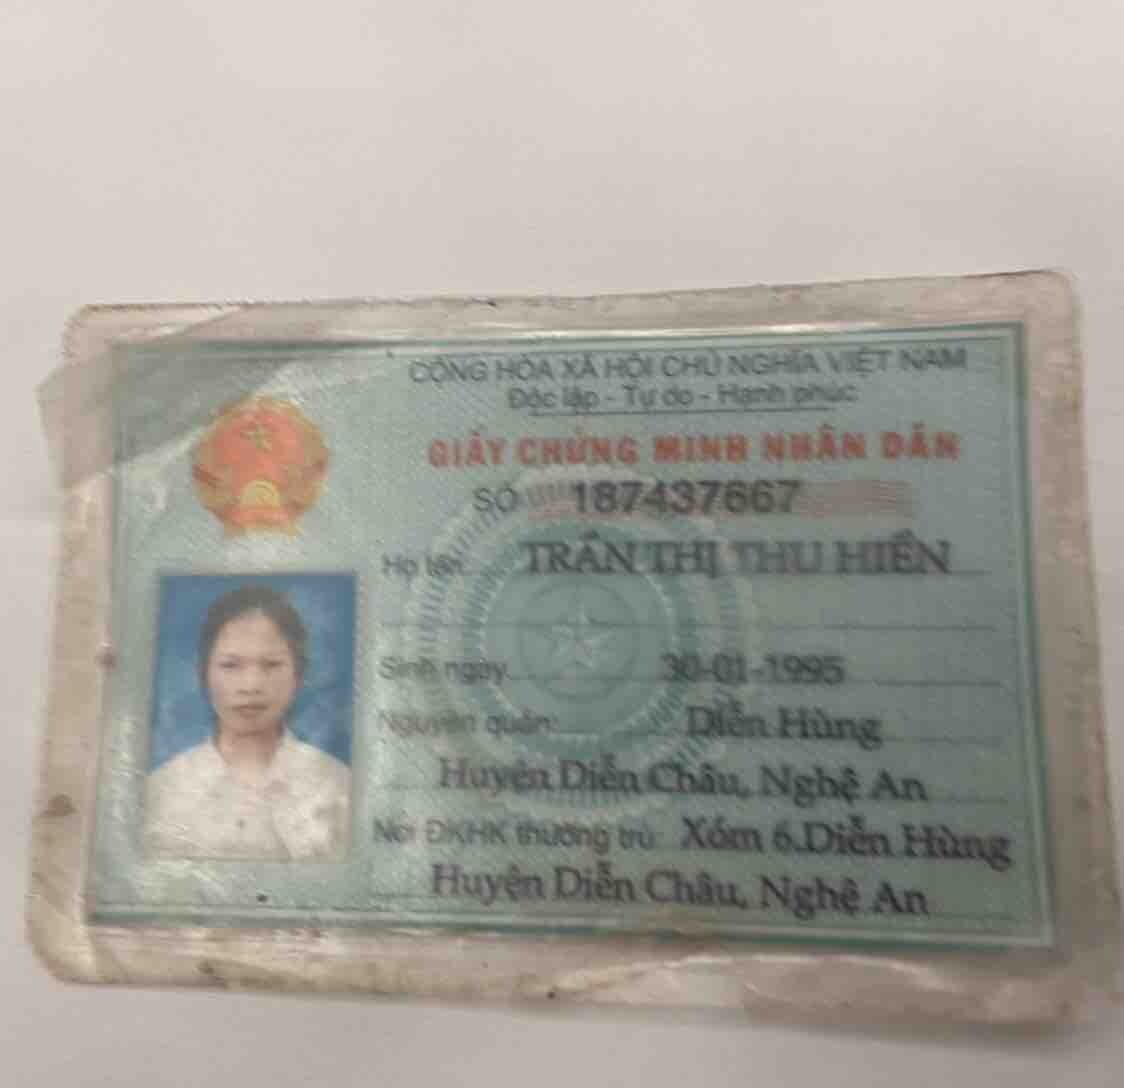 CỘNG HÒA XÃ HỘI CHỦ NGHĨA VIỆT NAM
Độc lập - Tự do - Hạnh phúc
GIẤY CHỨNG MINH NHÂN DÂN
SỐ 187437667
Họ tên: TRẦN THỊ THU HIỀN
Sinh ngày 30-01-1995
Nguyên quán: Diễn Hùng
Huyện Diễn Châu, Nghệ An
Nơi ĐKHK thường trú: Xóm 6.Diễn Hùng
Huyện Diễn Châu, Nghệ An